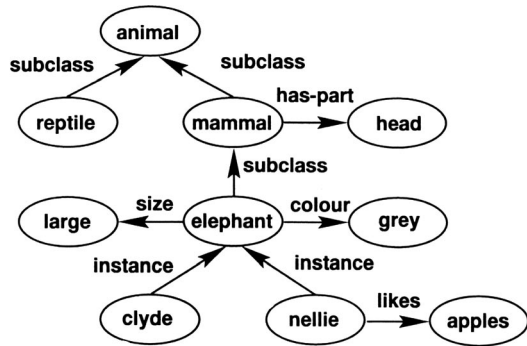 animal
subclass subclass
has-part
reptile mammal head
subclass
size colour
large elephant grey
instance instance
likes
clyde nellie apples